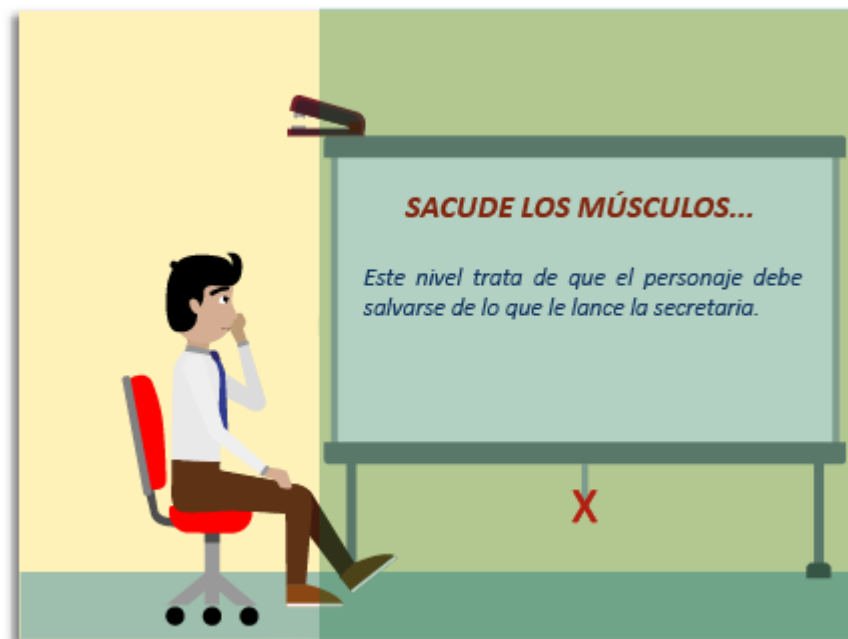 SACUDE LOS MÚSCULOS...
Este nivel trata de que el personaje debe
salvarse de lo que le lance la secretaria.
X